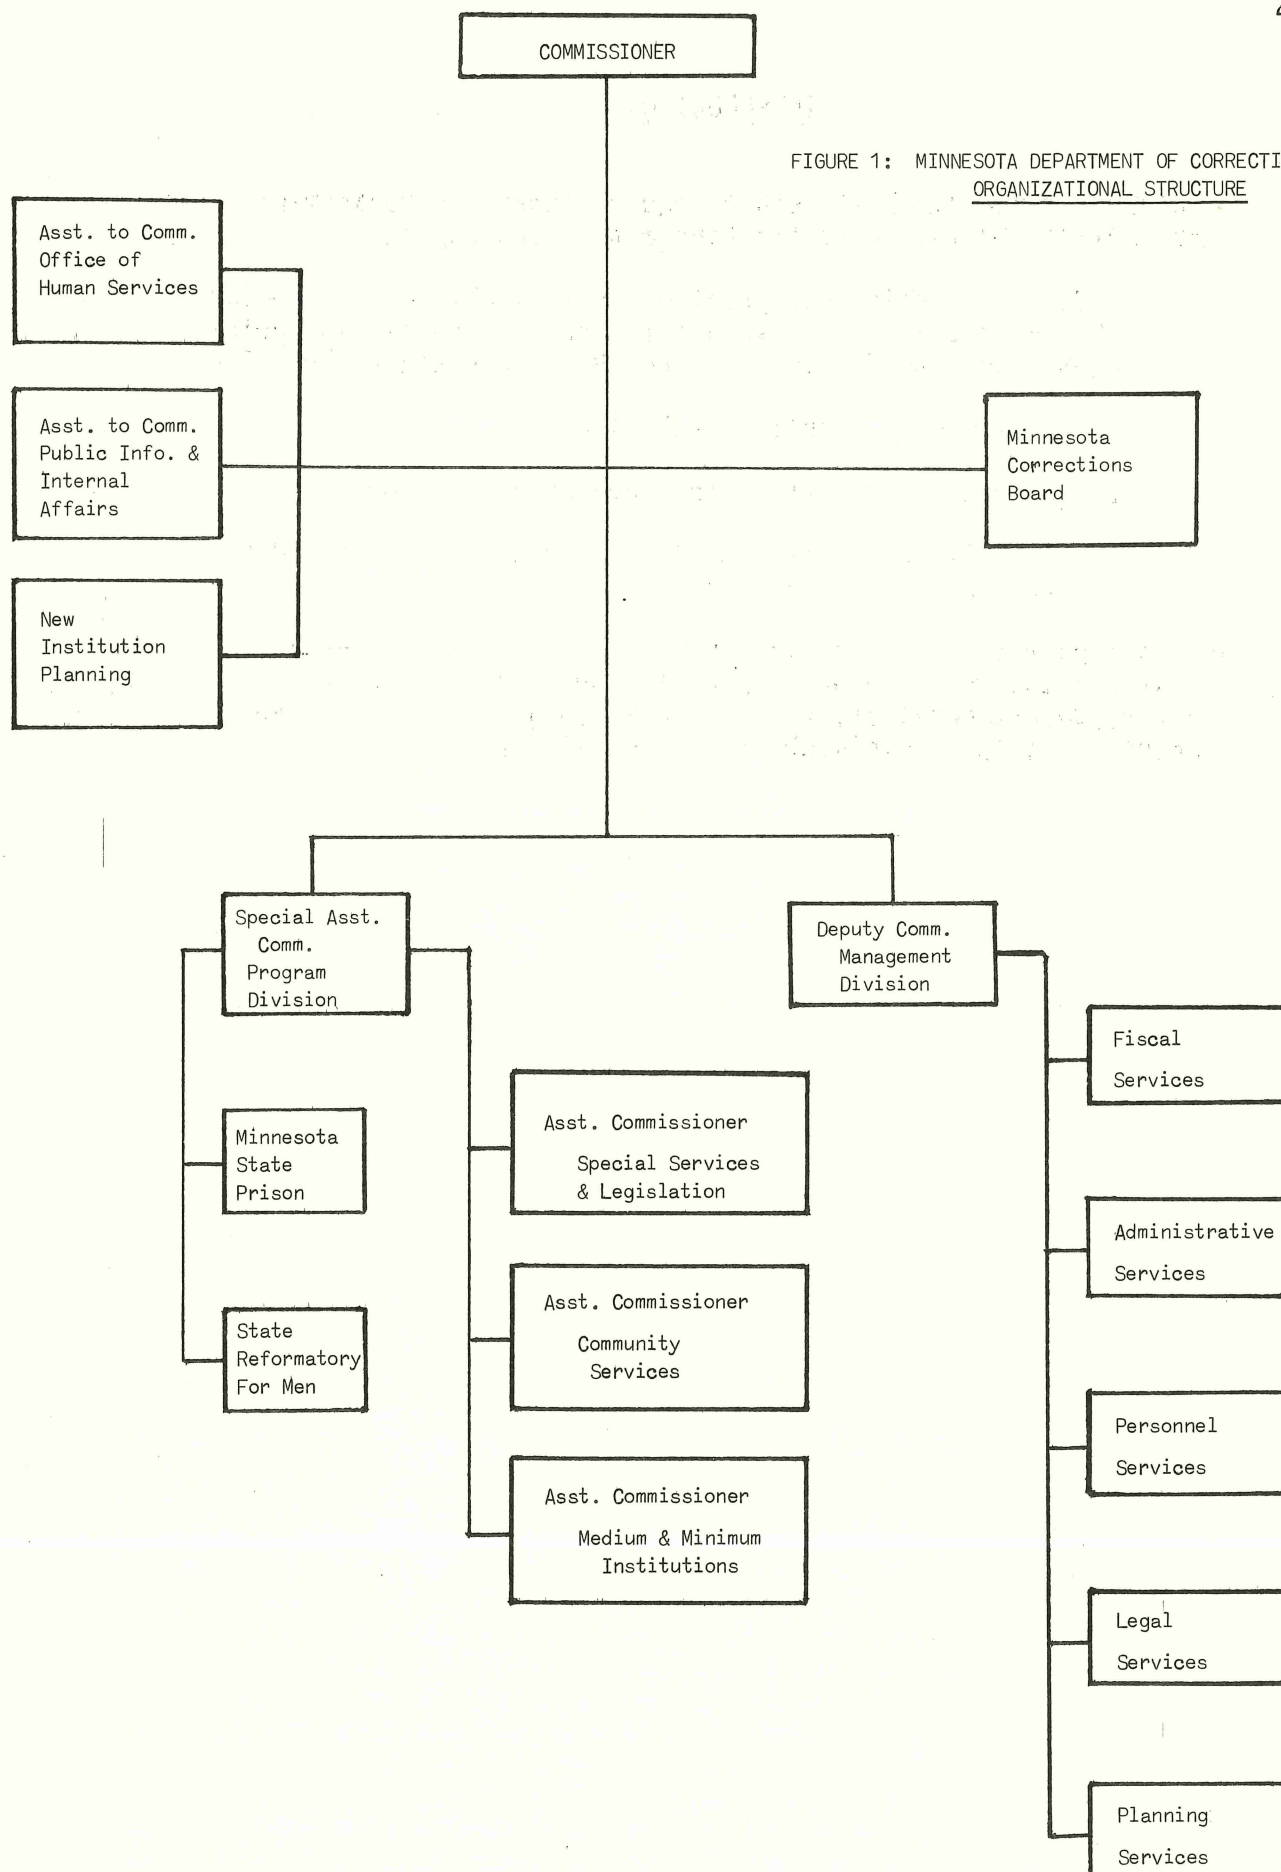 COMMISSIONER
FIGURE 1: MINNESOTA DEPARTMENT OF CORRECTI
ORGANIZATIONAL STRUCTURE
Asst. to Comm.
Office of
Human Services
Asst. to Comm.
Public Info. &
Internal
Affairs
New
Institution
Planning
Minnesota
Corrections
Board
Special Asst.
Comm.
Program
Division
Deputy Comm.
Management
Division
Minnesota
State
Prison
State
Reformatory
For Men
Asst. Commissioner
Special Services
& Legislation
Asst. Commissioner
Community
Services
Asst. Commissioner
Medium & Minimum
Institutions
Fiscal
Services
Administrative
Services
Personnel
Services
Legal
Services
Planning
Services